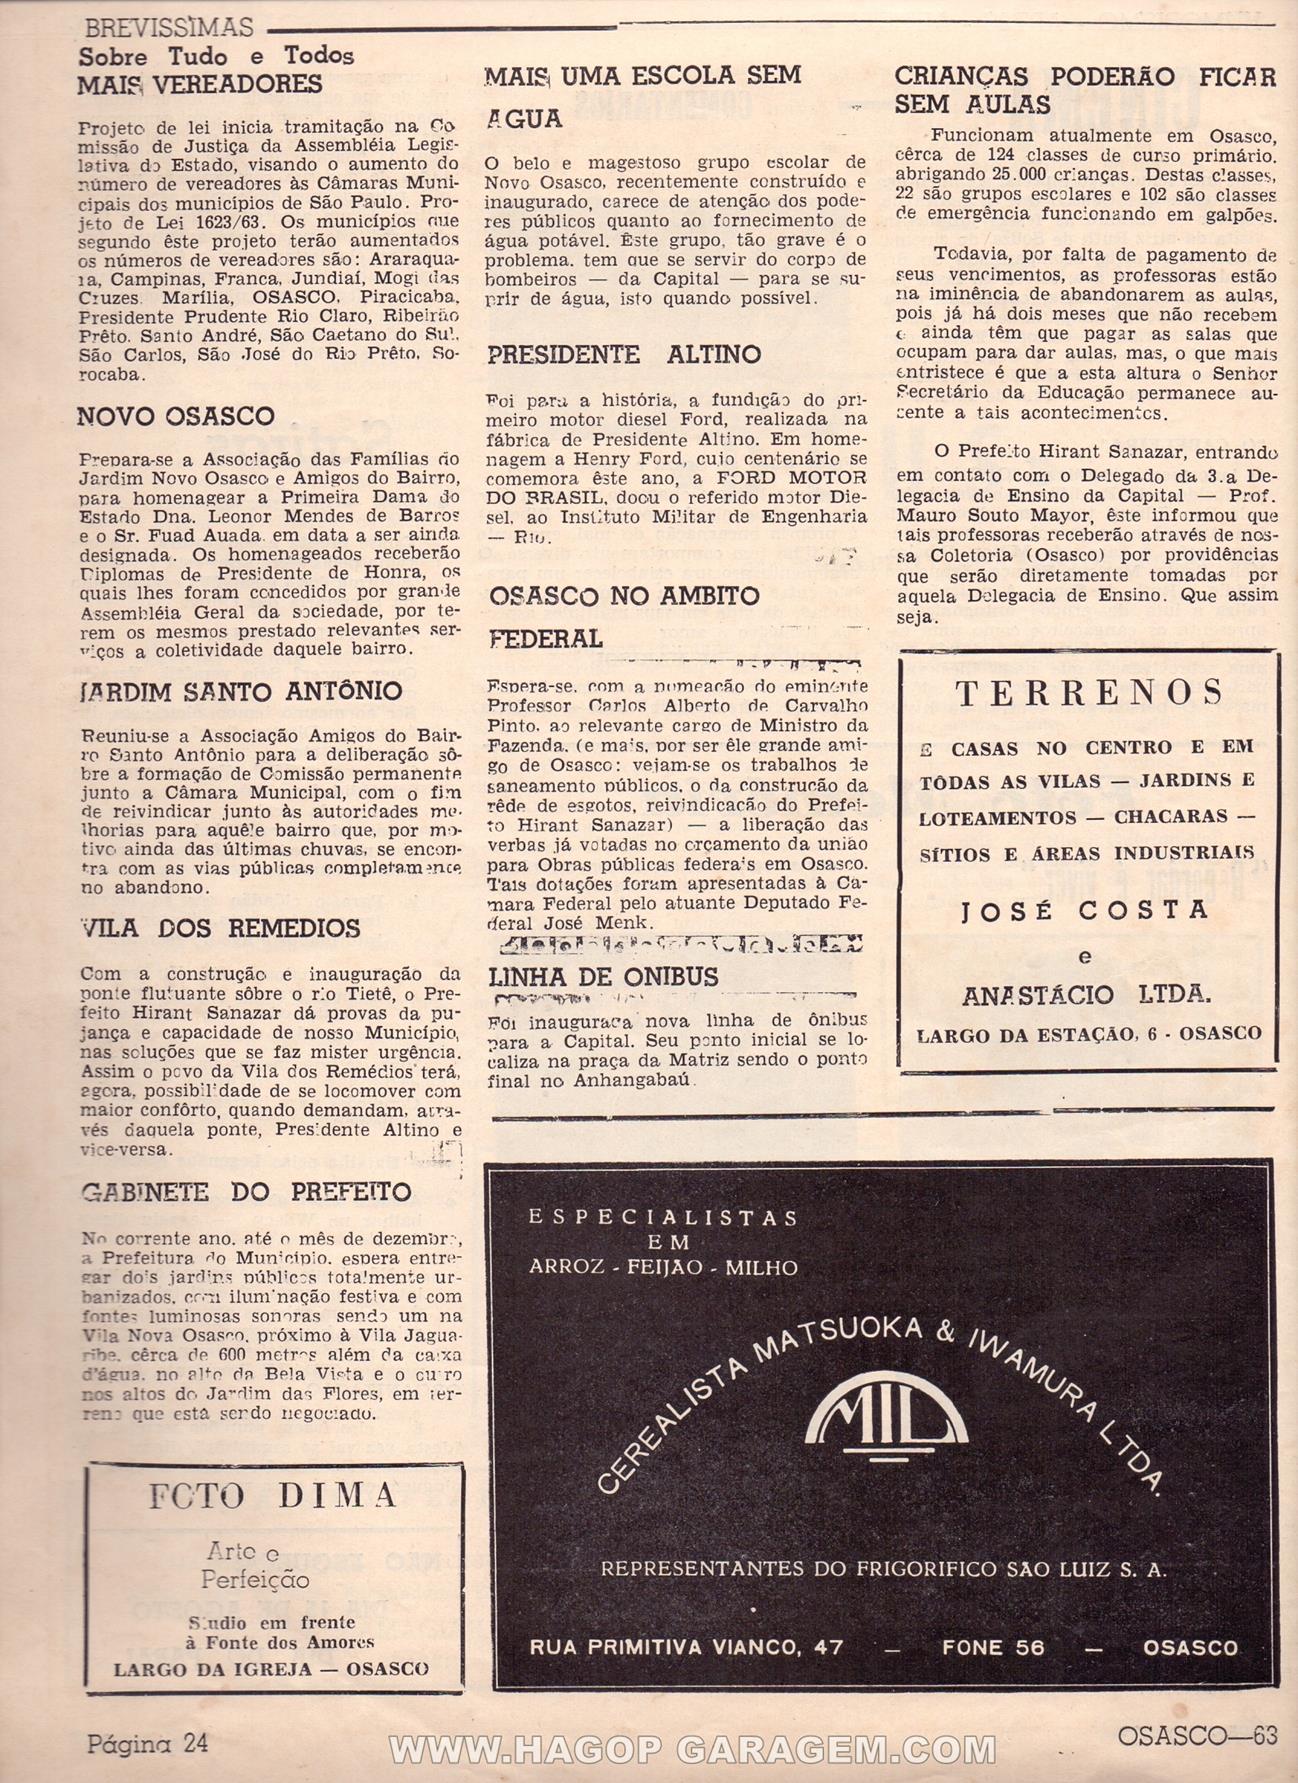 BREVISSIMAS
Sobre Tudo e Todos
MAIS VEREADORES
Projeto de lei inicia tramitação na Co
missão de Justiça da Assembléia Legis-
lativa do Estado, visando o aumento do
número de vereadores às Câmaras Muni-
cipais dos municípios de São Paulo. Pro-
jeto de Lei 1623/63. Os municípios que
segundo êste projeto terão aumentados
os números de vereadores são: Araraqua-
ra, Campinas, Franca, Jundiaí, Mogi das
Cruzes. Marília, OSASCO, Piracicaba,
Presidente Prudente Rio Claro, Ribeirão
Prêto. Santo André, São Caetano do Sul.
São Carlos, São José do Rio Prêto, So-
rocaba.
NOVO OSASCO
Prepara-se a Associação das Famílias do
Jardim Novo Osasco e Amigos do Bairro,
para homenagear a Primeira Dama do
Estado Dna. Leonor Mendes de Barros
e o Sr. Fuad Auada. em data a ser ainda
designada. Os homenageados receberão
Diplomas de Presidente de Honra, os
quais lhes foram concedidos por grande
Assembléia Geral da sociedade, por te-
rem os mesmos prestado relevantes ser-
viços a coletividade daquele bairro.
JARDIM SANTO ANTÔNIO
Reuniu-se a Associação Amigos do Bair-
ro Santo Antônio para a deliberação sô-
bre a formação de Comissão permanente
junto a Câmara Municipal, com o fim
de reivindicar junto às autoridades me-
lhorias para aquêle bairro que, por mo-
tivo ainda das últimas chuvas, se encon-
tra com as vias públicas completamence
no abandono.
VILA DOS REMEDIOS
Com a construção e inauguração da
ponte flutuante sôbre o rio Tietê, o Pre-
feito Hirant Sanazar dá provas da pu-
jança e capacidade de nosso Município,
nas soluções que se faz mister urgência.
Assim o povo da Vila dos Remédios terá,
agora, possibilidade de se locomover com
maior confôrto, quando demandam, atra-
vés daquela ponte, Presidente Altino e
vice-versa.
GABINETE DO PREFEITO
No corrente ano, até o mês de dezembro,
a Prefeitura do Município. espera entre-
gar dois jardins públicos totalmente ur-
banizados, com iluminação festiva e com
fontes luminosas sonoras sendo um na
Vila Nova Osasco, próximo à Vila Jagua-
ribe, cêrca de 600 metros além da caixa
d'água. no alto da Bela Vista e o outro
nos altos do Jardim das Flores, em ter-
reno que está sendo negociado.
FOTO DIMA
Arte e
Perfeição
Studio em frente
à Fonte dos Amores
LARGO DA IGREJA — OSASCO
MAIS UMA ESCOLA SEM
AGUA
O belo e magestoso grupo escolar de
Novo Osasco, recentemente construído e
inaugurado, carece de atenção dos pode-
res públicos quanto ao fornecimento de
água potável. Êste grupo, tão grave é o
problema. tem que se servir do corpo de
bombeiros — da Capital — para se su-
prir de água, isto quando possível.
PRESIDENTE ALTINO
Foi para a história, a fundição do pri-
meiro motor diesel Ford, realizada na
fábrica de Presidente Altino. Em home-
nagem a Henry Ford, cujo centenário se
comemora êste ano, a FORD MOTOR
DO BRASIL, doou o referido motor Die-
sel, ao Instituto Militar de Engenharia
— Rio.
OSASCO NO AMBITO
FEDERAL
Espera-se, com a nomeação do eminente
Professor Carlos Alberto de Carvalho
Pinto, ao relevante cargo de Ministro da
Fazenda. (e mais, por ser êle grande ami-
go de Osasco: vejam-se os trabalhos de
saneamento públicos, o da construção da
rêde de esgotos, reivindicação do Prefei-
to Hirant Sanazar) — a liberação das
verbas já votadas no orçamento da união
para Obras públicas federais em Osasco.
Tais dotações foram apresentadas à Ca-
mara Federal pelo atuante Deputado Fe-
deral José Menk.
LINHA DE ONIBUS
Foi inaugurada nova linha de ônibus
para a Capital. Seu ponto inicial se lo-
caliza na praça da Matriz sendo o ponto
final no Anhangabaú.
CRIANÇAS PODERÃO FICAR
SEM AULAS
Funcionam atualmente em Osasco,
cêrca de 124 classes de curso primário.
abrigando 25.000 crianças. Destas classes,
22 são grupos escolares e 102 são classes
de emergência funcionando em galpões.
Todavia, por falta de pagamento de
seus vencimentos, as professoras estão
na iminência de abandonarem as aulas,
pois já há dois meses que não recebem
e ainda têm que pagar as salas que
ocupam para dar aulas, mas, o que mais
entristece é que a esta altura o Senhor
Secretário da Educação permanece au-
sente a tais acontecimentos.
O Prefeito Hirant Sanazar, entrando
em contato com o Delegado da 3.a De-
legacia de Ensino da Capital — Prof.
Mauro Souto Mayor, êste informou que
tais professoras receberão através de nos-
sa Coletoria (Osasco) por providências
que serão diretamente tomadas por
aquela Delegacia de Ensino. Que assim
seja.
TERRENOS
E CASAS NO CENTRO E EM
TÔDAS AS VILAS — JARDINS E
LOTEAMENTOS — CHACARAS —
SÍTIOS E ÁREAS INDUSTRIAIS
JOSÉ COSTA
e
ANASTÁCIO LTDA.
LARGO DA ESTAÇÃO, 6 - OSASCO
ESPECIALISTAS
EM
ARROZ - FEIJAO - MILHO
CEREALISTA MATSUOKA & IWAMURA LTDA.
MIL
REPRESENTANTES DO FRIGORIFICO SAO LUIZ S. A.
RUA PRIMITIVA VIANCO, 47 — FONE 56 — OSASCO
Página 24
WWW.HAGOP GARAGEM.COM
OSASCO—63